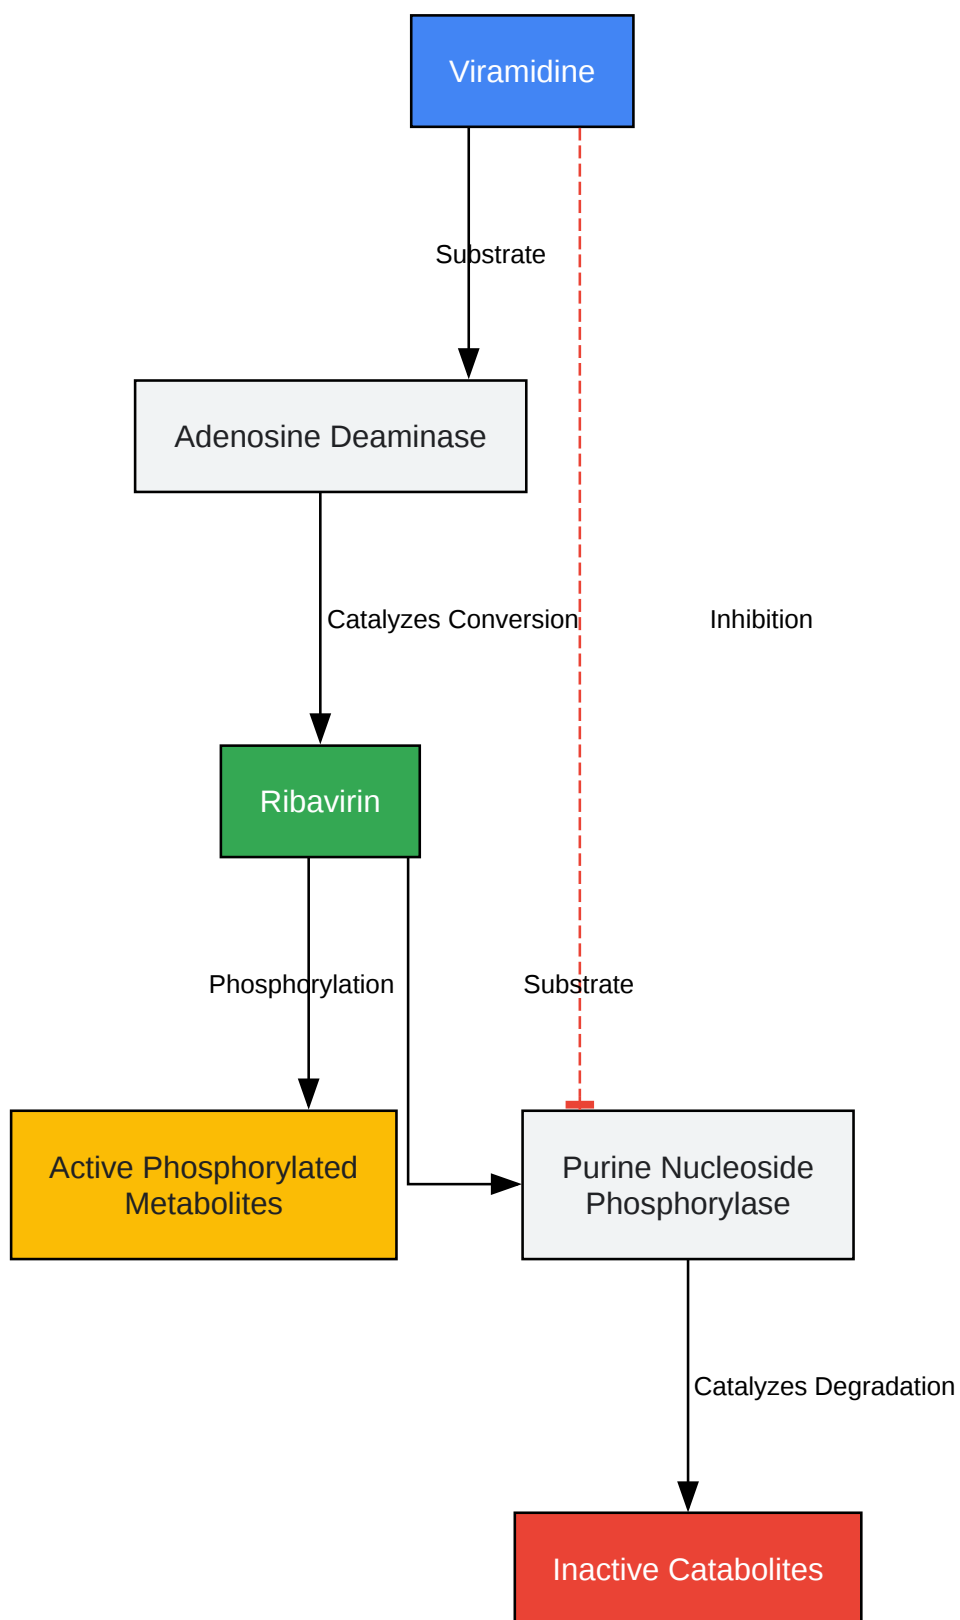 Viramidine
Substrate
Adenosine Deaminase
Catalyzes Conversion
Inhibition
Ribavirin
Phosphorylation
Substrate
Active Phosphorylated
Metabolites
Purine Nucleoside
Phosphorylase
Catalyzes Degradation
Inactive Catabolites